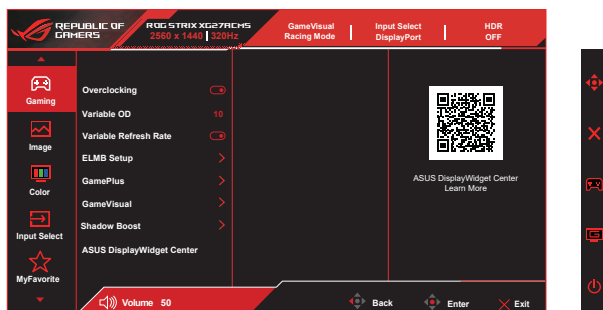 REPUBLIC OF
GAMERS
ROG STRIX XG27ACMS
2560 x 1440 320Hz
GameVisual
Racing Mode
Input Select
DisplayPort
HDR
OFF
Gaming
Image
Color
Input Select
MyFavorite
Overclocking
Variable OD 10
Variable Refresh Rate
ELMB Setup
GamePlus
GameVisual
Shadow Boost
ASUS DisplayWidget Center
ASUS DisplayWidget Center
Learn More
Volume 50
Back
Enter
Exit